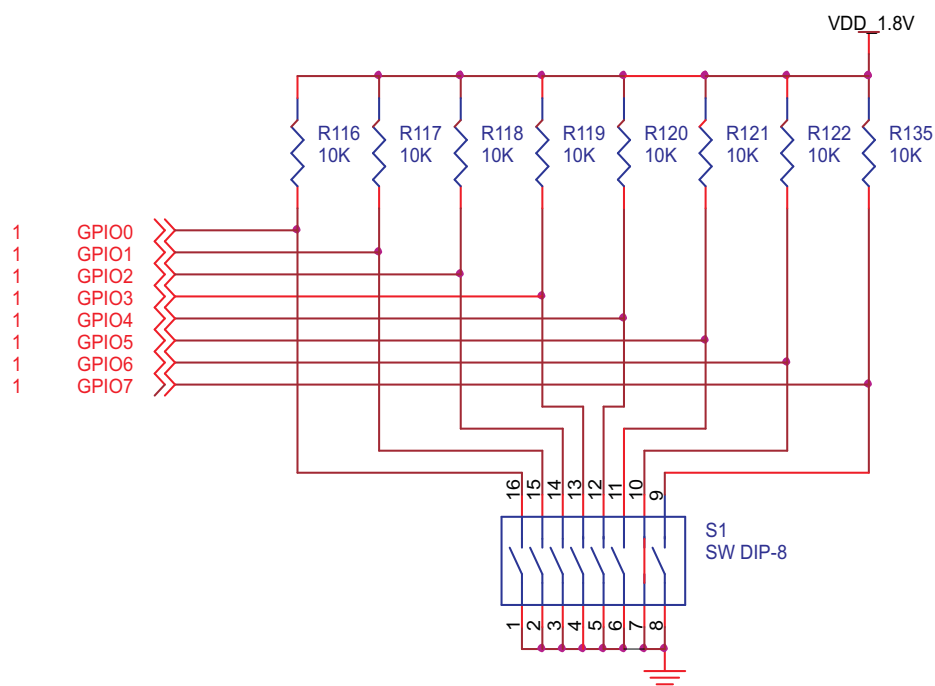 VDD_1.8V
R116 R117 R118 R119 R120 R121 R122 R135
10K 10K 10K 10K 10K 10K 10K 10K
1 GPIO0
1 GPIO1
1 GPIO2
1 GPIO3
1 GPIO4
1 GPIO5
1 GPIO6
1 GPIO7
16 15 14 13 12 11 10 9
S1
SW DIP-8
1 2 3 4 5 6 7 8